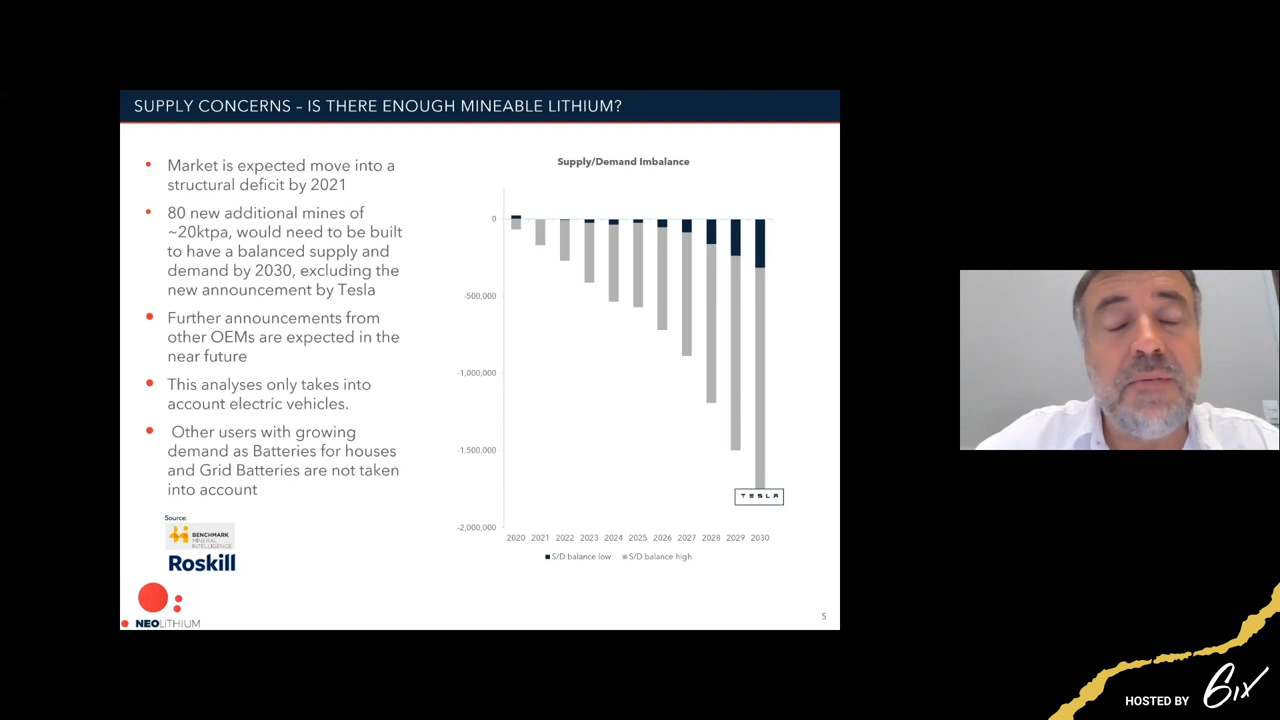 SUPPLY CONCERNS – IS THERE ENOUGH MINEABLE LITHIUM?
• Market is expected move into a
structural deficit by 2021
• 80 new additional mines of
~20ktpa, would need to be built
to have a balanced supply and
demand by 2030, excluding the
new announcement by Tesla
• Further announcements from
other OEMs are expected in the
near future
• This analyses only takes into
account electric vehicles.
• Other users with growing
demand as Batteries for houses
and Grid Batteries are not taken
into account
Source:
BENCHMARK
MINERAL
INTELLIGENCE
Roskill
NEOLITHIUM
Supply/Demand Imbalance
0
-500,000
-1,000,000
-1,500,000
-2,000,000
TESLA
2020 2021 2022 2023 2024 2025 2026 2027 2028 2029 2030
S/D balance low S/D balance high
5
HOSTED BY 6ix